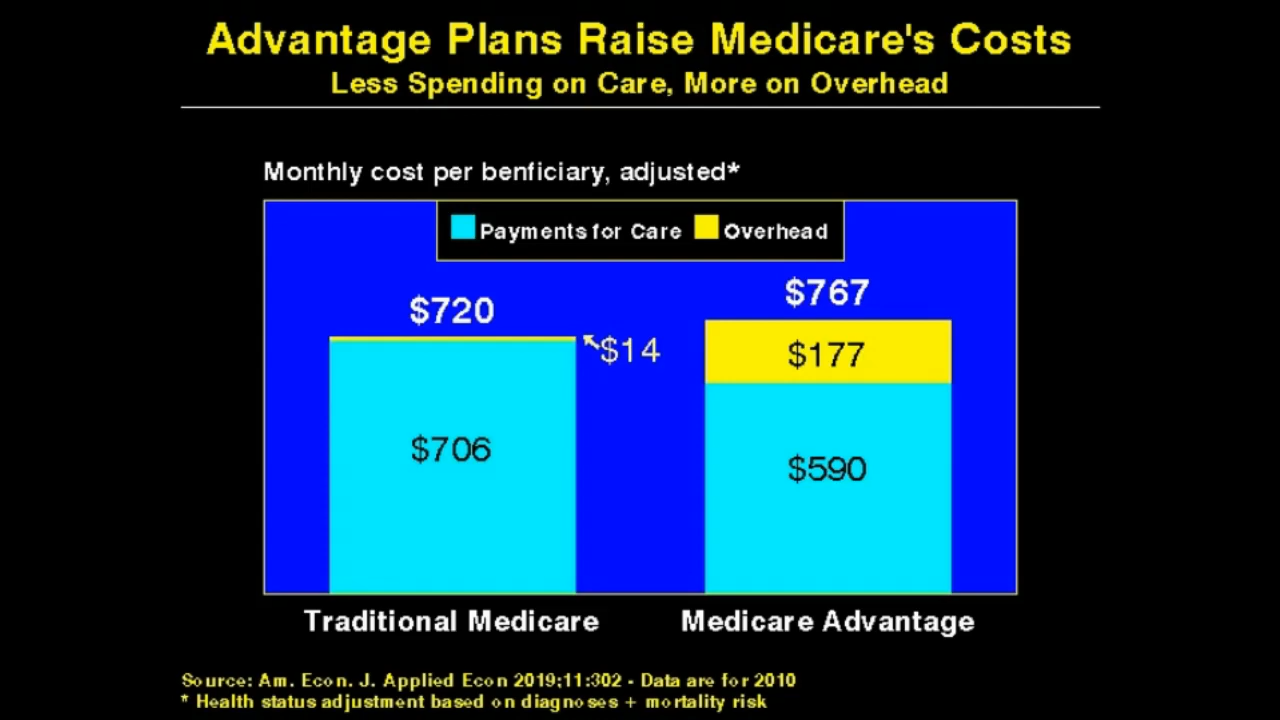 Advantage Plans Raise Medicare's Costs
Less Spending on Care, More on Overhead
Monthly cost per benficiary, adjusted*
Payments for Care Overhead
$720
$14
$706
$767
$177
$590
Traditional Medicare
Medicare Advantage
Source: Am. Econ. J. Applied Econ 2019;11:302 - Data are for 2010
* Health status adjustment based on diagnoses + mortality risk